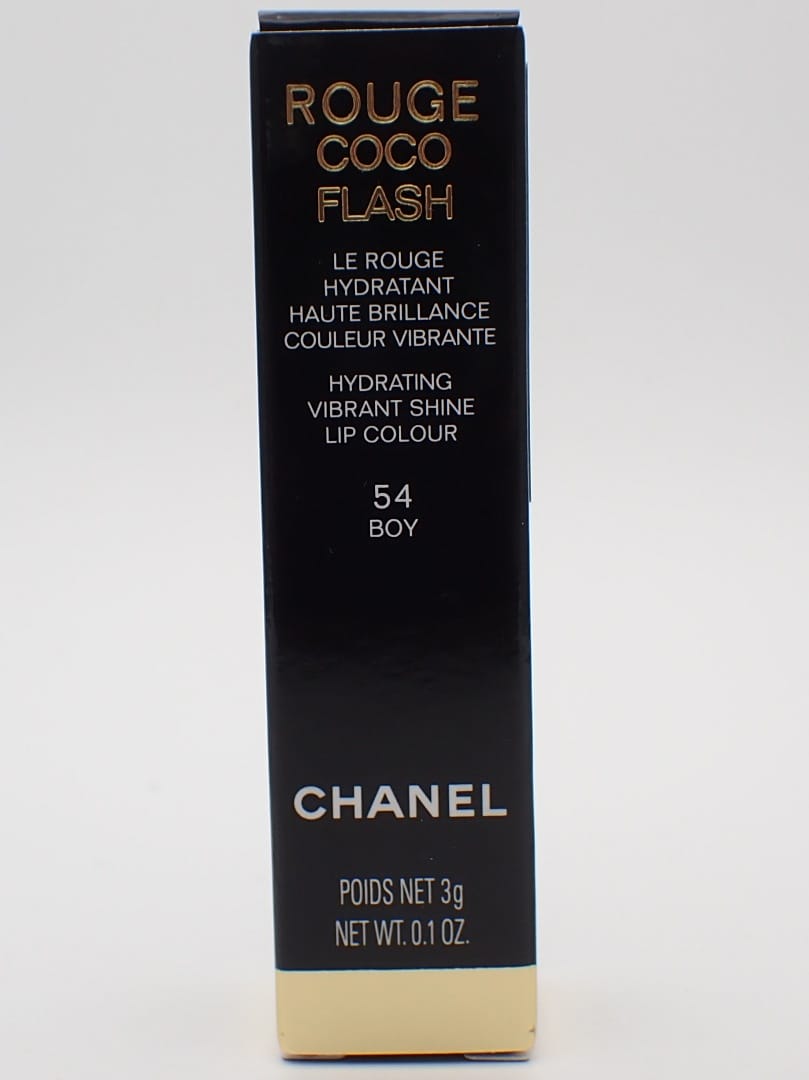 ROUGE
COCO
FLASH
LE ROUGE
HYDRATANT
HAUTE BRILLANCE
COULEUR VIBRANTE
HYDRATING
VIBRANT SHINE
LIP COLOUR
54
BOY
CHANEL
POIDS NET 3g
NET WT. 0.1 OZ.